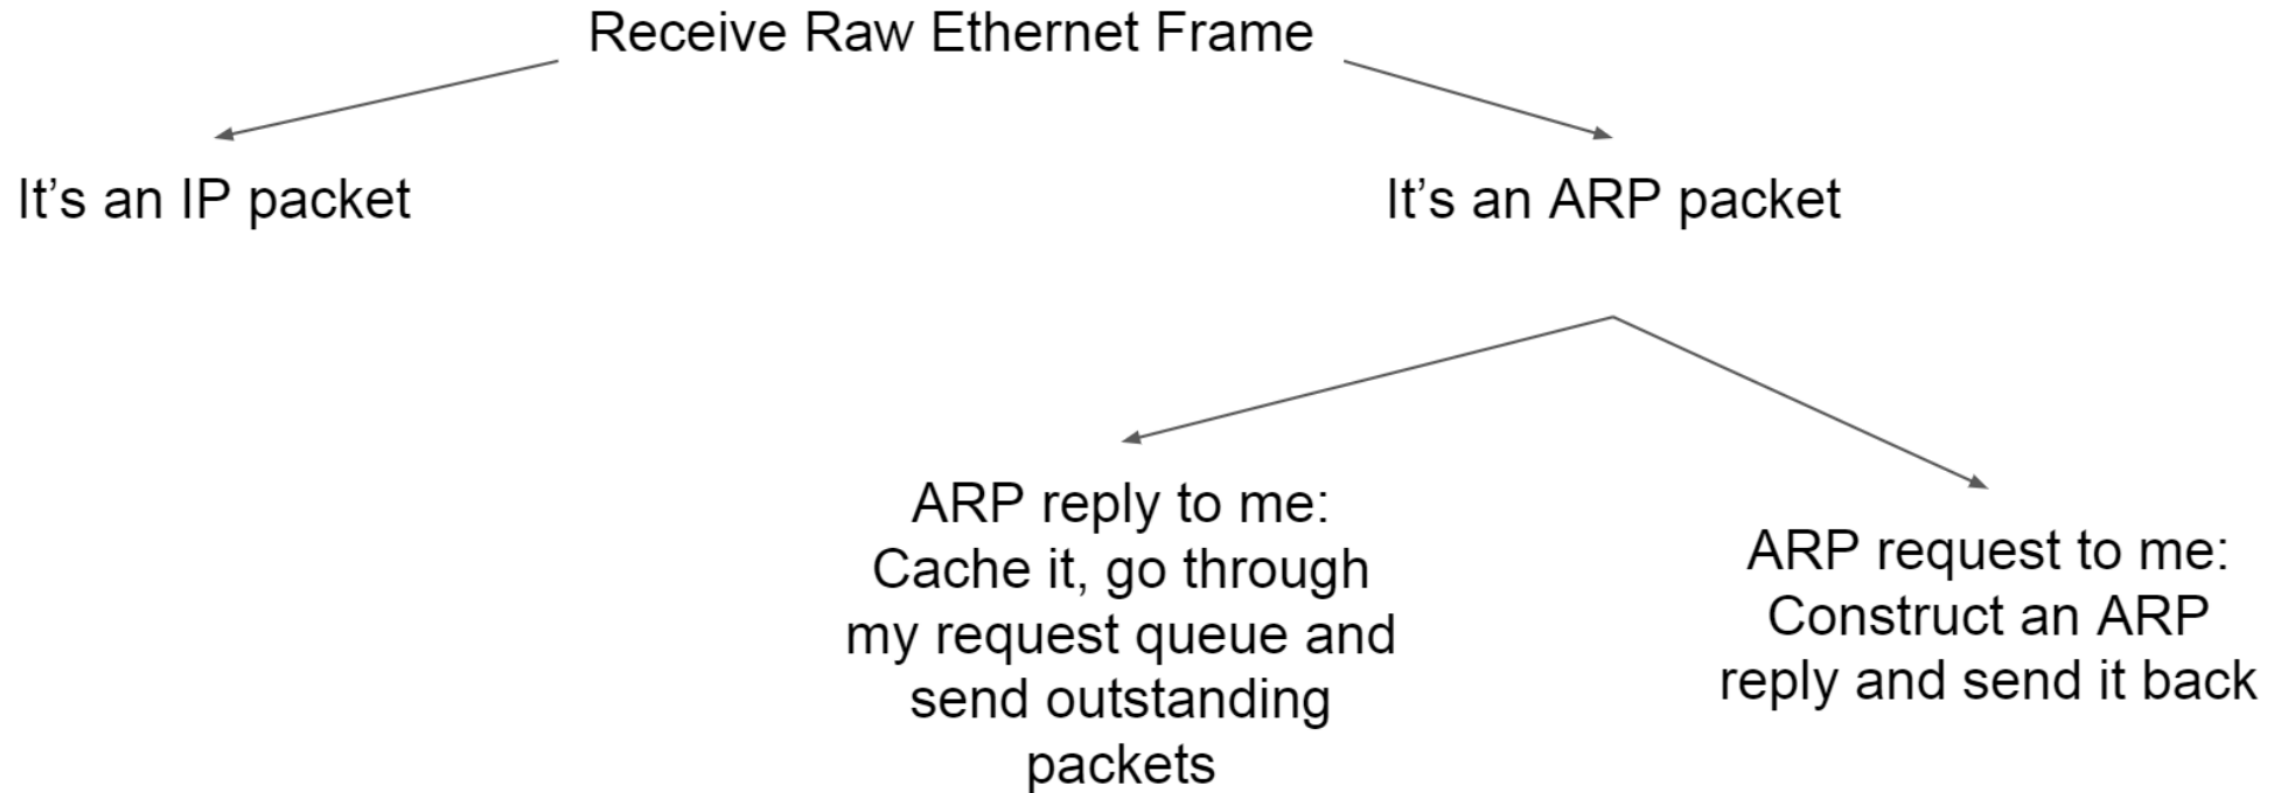 Receive Raw Ethernet Frame
It’s an IP packet
It’s an ARP packet
ARP reply to me:
Cache it, go through
my request queue and
send outstanding
packets
ARP request to me:
Construct an ARP
reply and send it back